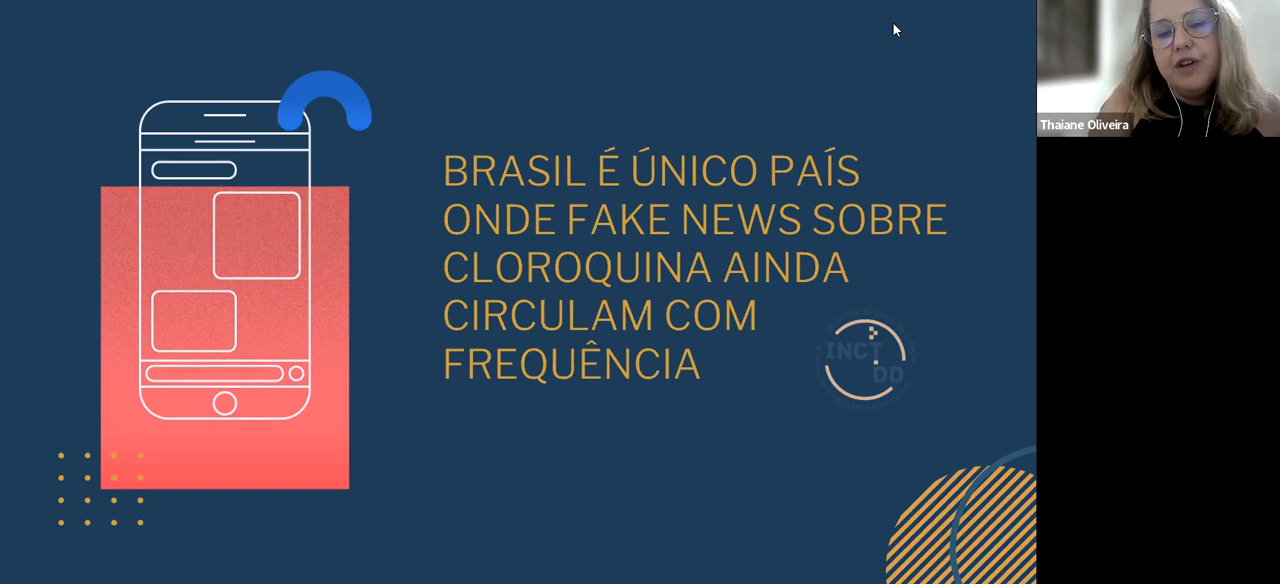 BRASIL É ÚNICO PAÍS
ONDE FAKE NEWS SOBRE
CLOROQUINA AINDA
CIRCULAM COM
FREQUÊNCIA
INCT
DD
Thaiane Oliveira